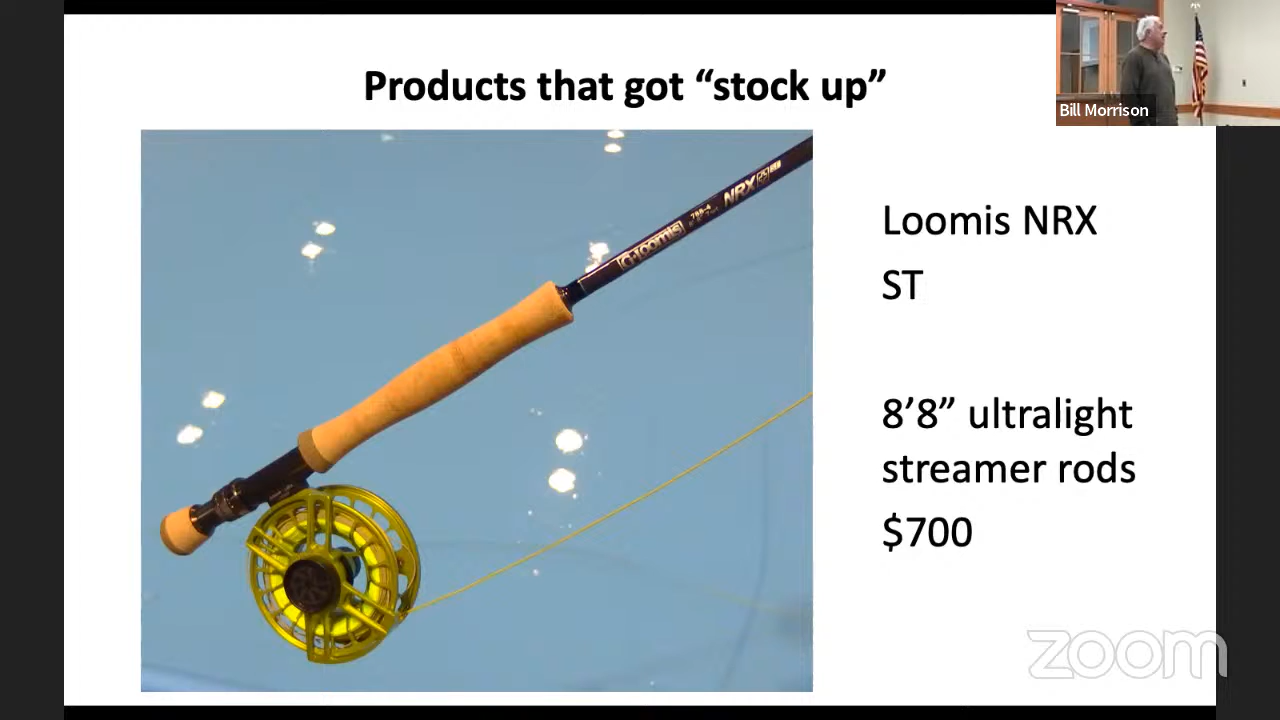 Products that got “stock up”
Bill Morrison
G-Loomis NRX
Loomis NRX
ST
8’8” ultralight
streamer rods
$700
zoom